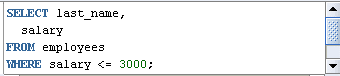 SELECT last_name,
  salary
FROM employees
WHERE salary <= 3000;